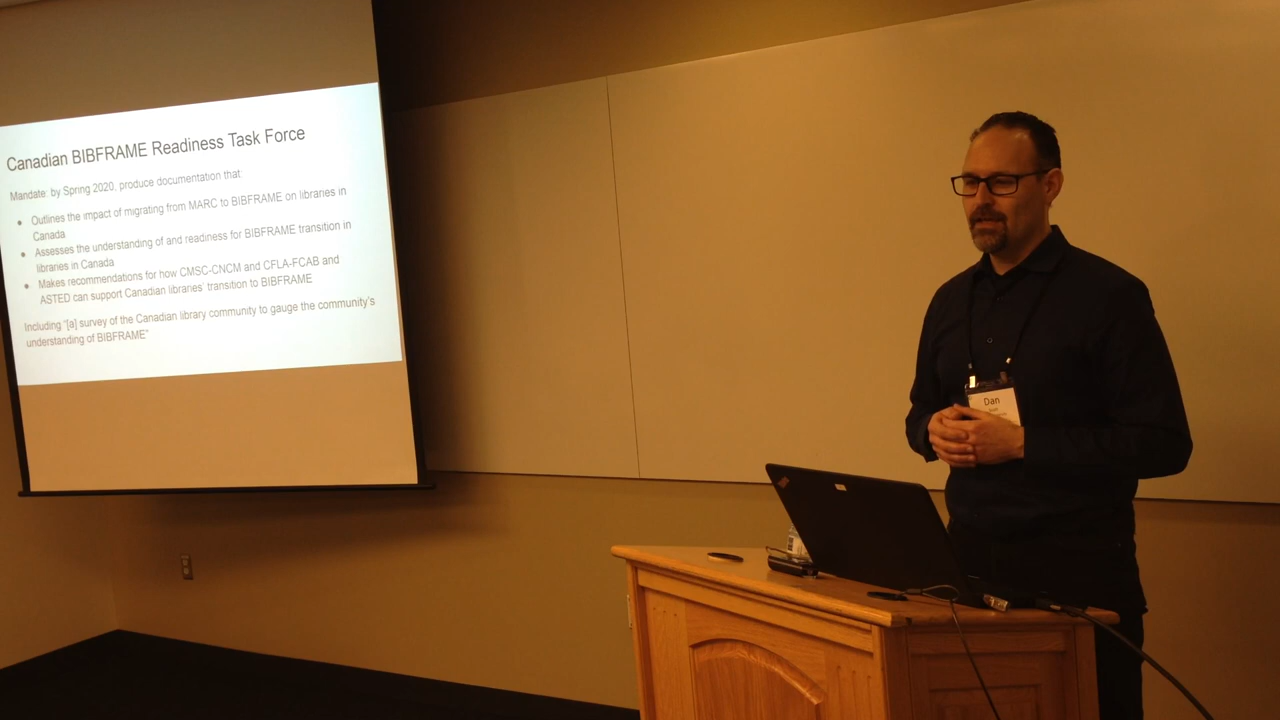 Canadian BIBFRAME Readiness Task Force
Mandate: by Spring 2020, produce documentation that:
● Outlines the impact of migrating from MARC to BIBFRAME on libraries in
Canada
● Assesses the understanding of and readiness for BIBFRAME transition in
libraries in Canada
● Makes recommendations for how CMSC-CNCM and CFLA-FCAB and
ASTED can support Canadian libraries' transition to BIBFRAME
Including "[a] survey of the Canadian library community to gauge the community's
understanding of BIBFRAME"
Dan